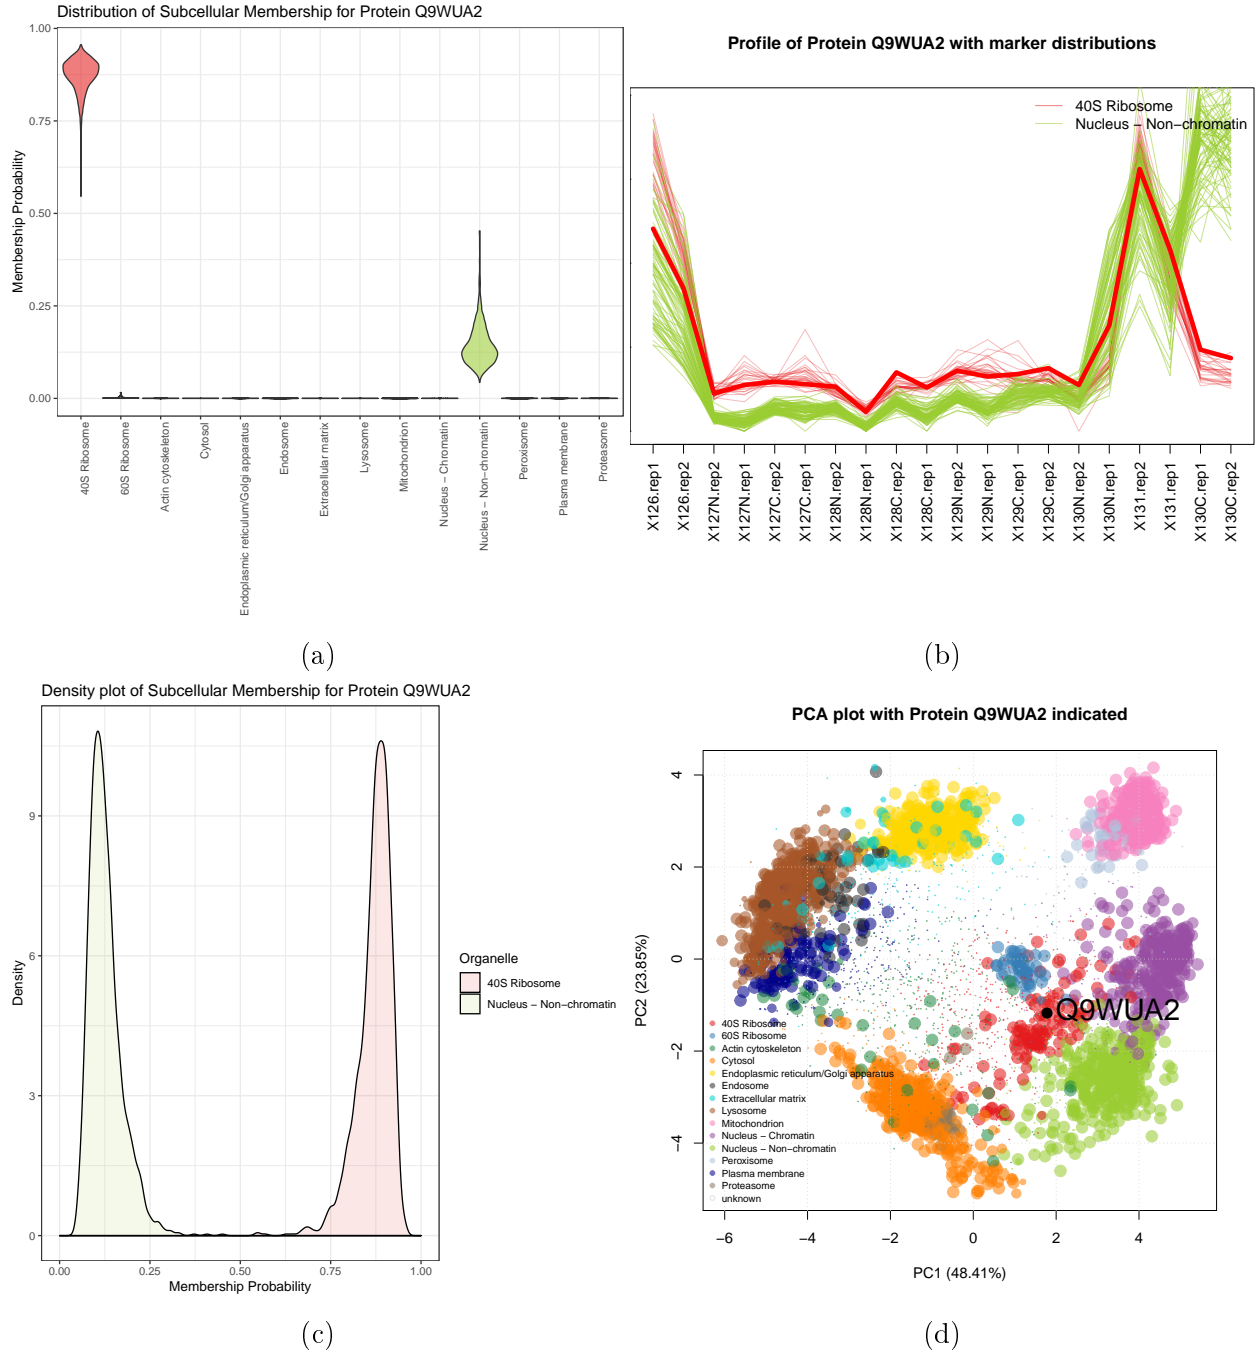 Distribution of Subcellular Membership for Protein Q9WUA2
1.00
0.75
0.50
0.25
0.00
Membership Probability
40S Ribosome
60S Ribosome
Actin cytoskeleton
Cytosol
Endoplasmic reticulum/Golgi apparatus
Endosome
Extracellular matrix
Lysosome
Mitochondrion
Nucleus − Chromatin
Nucleus − Non−chromatin
Peroxisome
Plasma membrane
Proteasome
(a)
Profile of Protein Q9WUA2 with marker distributions
40S Ribosome
Nucleus − Non−chromatin
X126.rep1
X126.rep2
X127N.rep2
X127N.rep1
X127C.rep2
X127C.rep1
X128N.rep2
X128N.rep1
X128C.rep2
X128C.rep1
X129N.rep2
X129N.rep1
X129C.rep1
X129C.rep2
X130N.rep2
X130N.rep1
X131.rep2
X131.rep1
X130C.rep1
X130C.rep2
(b)
Density plot of Subcellular Membership for Protein Q9WUA2
9
6
3
0
Density
0.00
0.25
0.50
0.75
1.00
Membership Probability
Organelle
40S Ribosome
Nucleus − Non−chromatin
(c)
PCA plot with Protein Q9WUA2 indicated
4
2
0
−2
−4
PC2 (23.85%)
Q9WUA2
40S Ribosome
60S Ribosome
Actin cytoskeleton
Cytosol
Endoplasmic reticulum/Golgi apparatus
Endosome
Extracellular matrix
Lysosome
Mitochondrion
Nucleus − Chromatin
Nucleus − Non−chromatin
Peroxisome
Plasma membrane
Proteasome
unknown
−6
−4
−2
0
2
4
PC1 (48.41%)
(d)